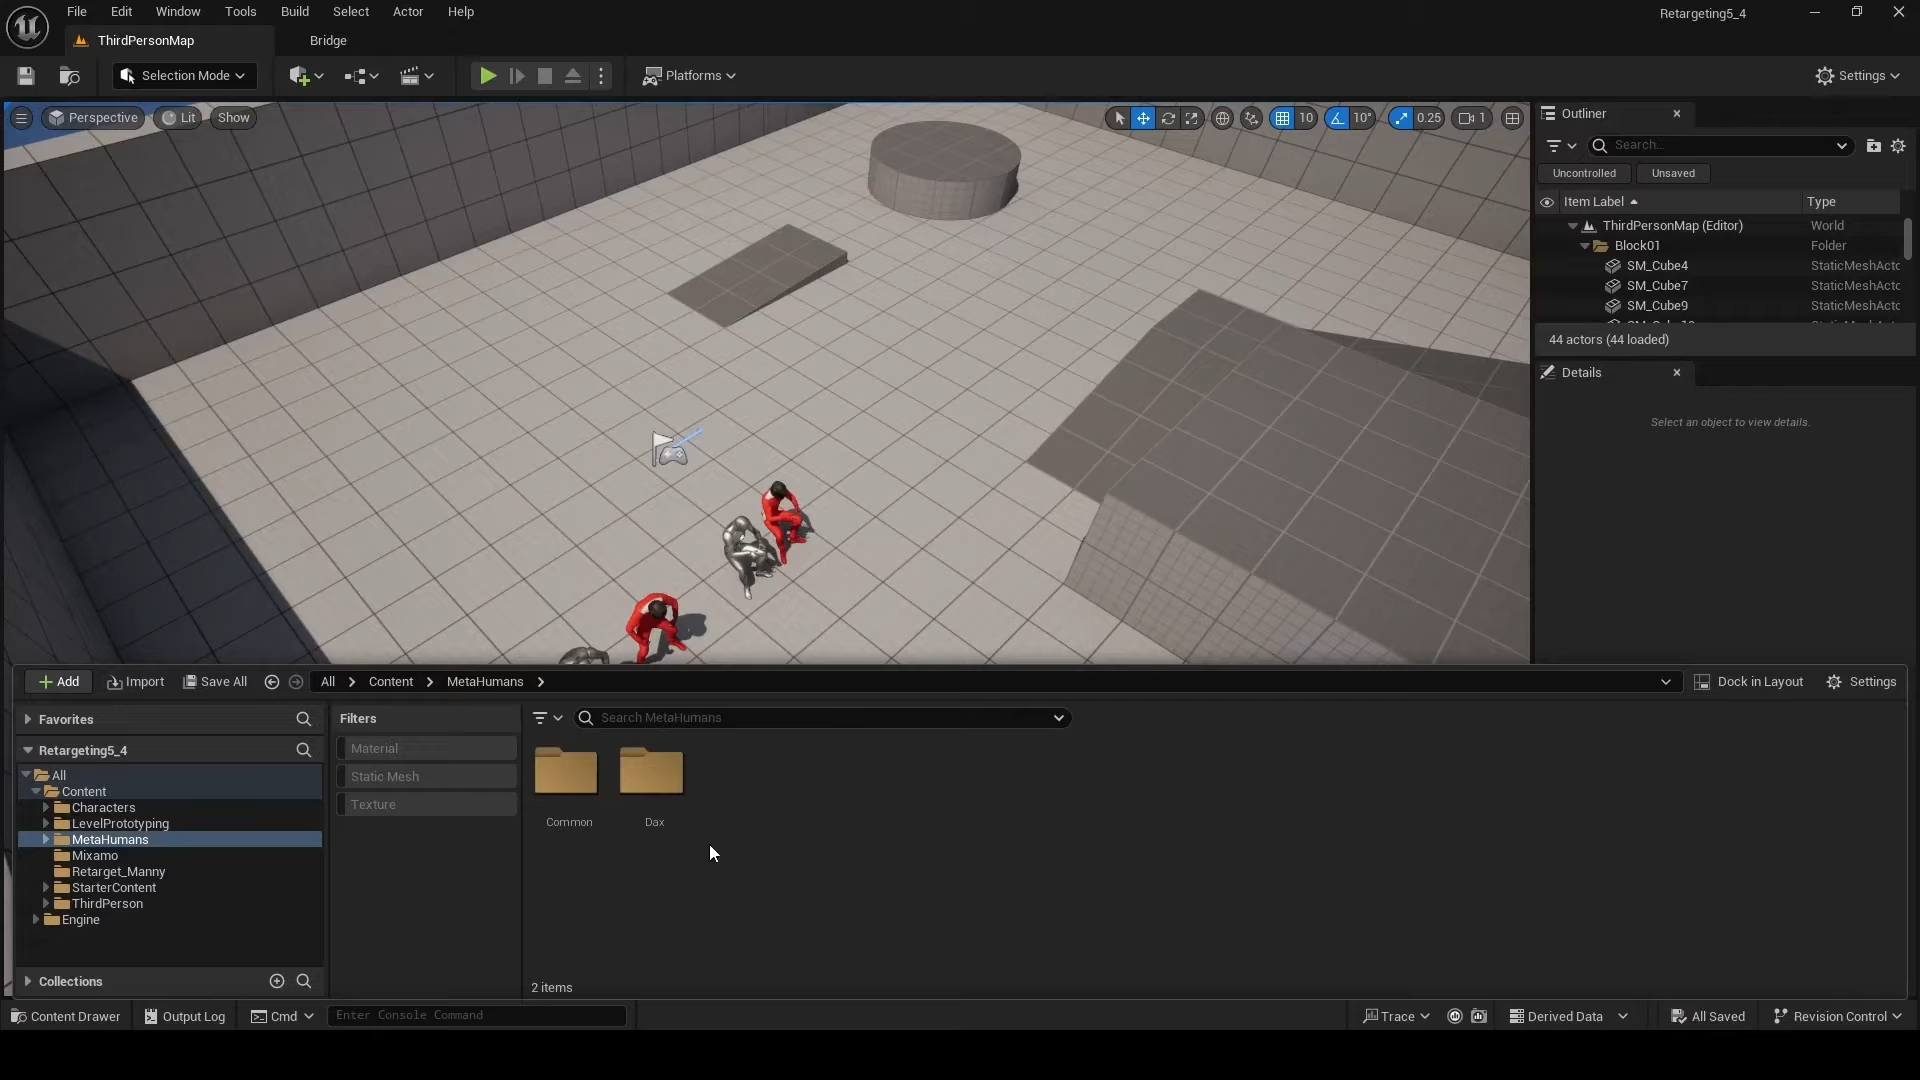 File Edit Window Tools Build Select Actor Help
Retargeting5_4
ThirdPersonMap
Bridge
Selection Mode
Platforms
Settings
Perspective
Lit
Show
10
10°
0.25
1
Outliner
Search...
Uncontrolled
Unsaved
Item Label
Type
ThirdPersonMap (Editor)
World
Block01
Folder
SM_Cube4
StaticMeshActc
SM_Cube7
StaticMeshActc
SM_Cube9
StaticMeshActc
44 actors (44 loaded)
Details
Select an object to view details.
Add
Import
Save All
All
Content
MetaHumans
Dock in Layout
Settings
Favorites
Filters
Search MetaHumans
Retargeting5_4
Material
Static Mesh
Texture
All
Content
Characters
LevelPrototyping
MetaHumans
Mixamo
Retarget_Manny
StarterContent
ThirdPerson
Engine
Common
Dax
Collections
2 items
Content Drawer
Output Log
Cmd
Enter Console Command
Trace
Derived Data
All Saved
Revision Control